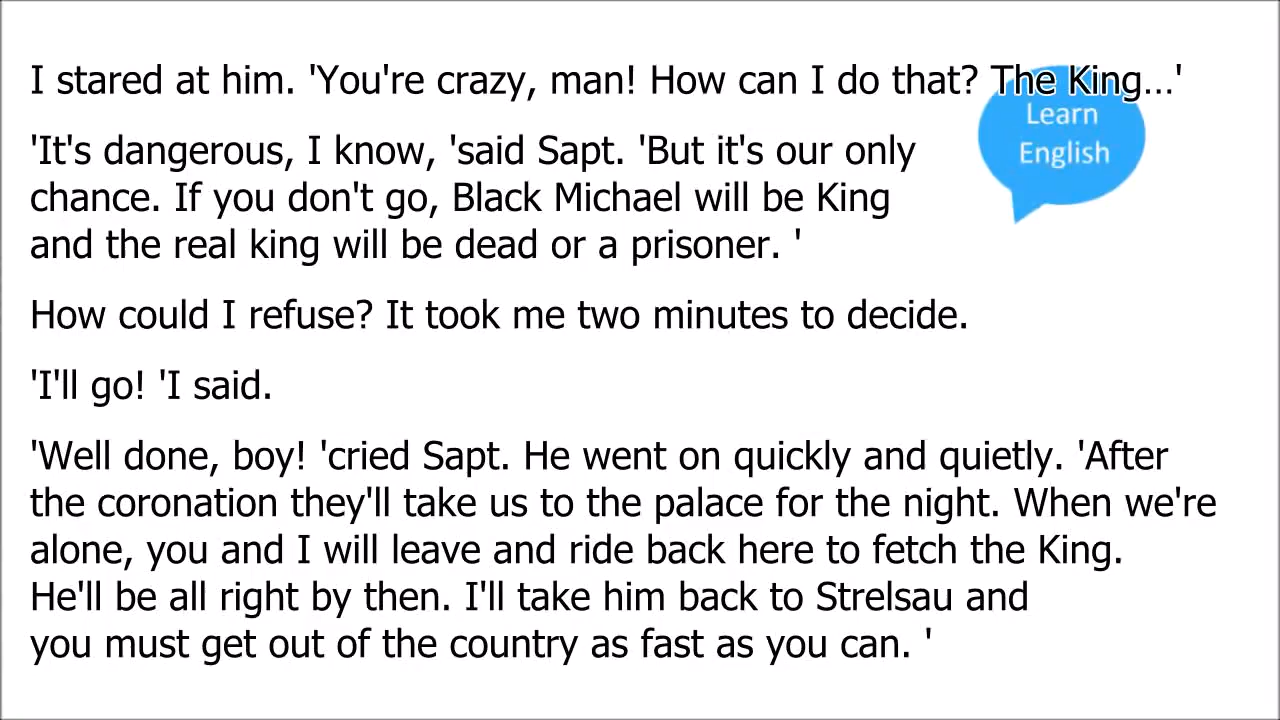 I stared at him. 'You're crazy, man! How can I do that? The King...'
Learn
English
'It's dangerous, I know, 'said Sapt. 'But it's our only
chance. If you don't go, Black Michael will be King
and the real king will be dead or a prisoner. '
How could I refuse? It took me two minutes to decide.
'I'll go! 'I said.
'Well done, boy! 'cried Sapt. He went on quickly and quietly. 'After
the coronation they'll take us to the palace for the night. When we're
alone, you and I will leave and ride back here to fetch the King.
He'll be all right by then. I'll take him back to Strelsau and
you must get out of the country as fast as you can. '